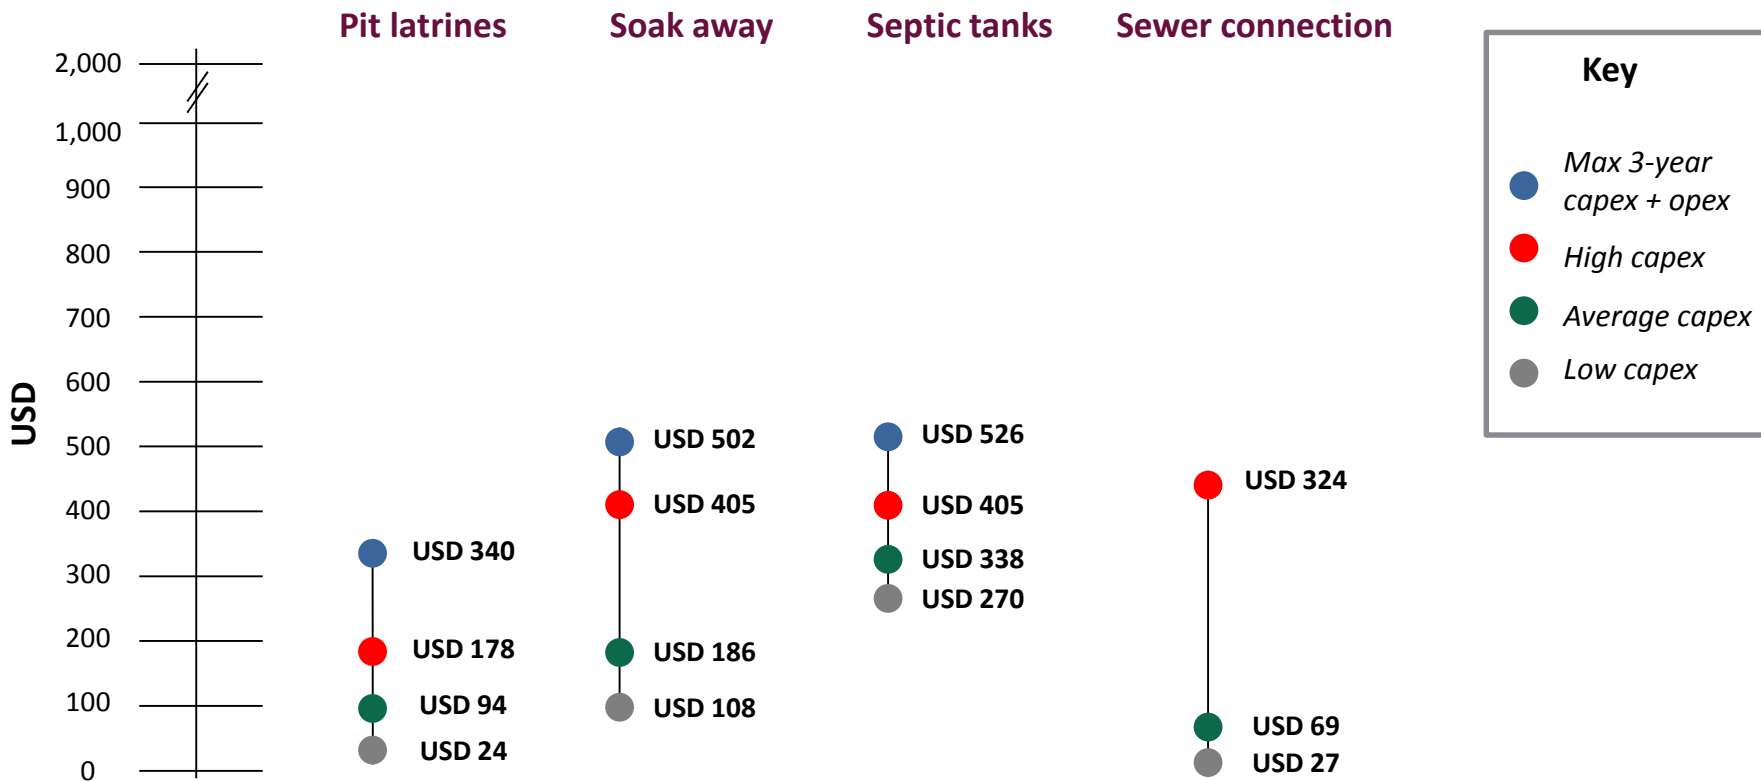 Pit latrines
Soak away
Septic tanks
Sewer connection
2,000
1,000
900
800
700
600
500
400
300
200
100
0
USD
USD 340
USD 178
USD 94
USD 24
USD 502
USD 405
USD 186
USD 108
USD 526
USD 405
USD 338
USD 270
USD 324
USD 69
USD 27
Key
Max 3-year
capex + opex
High capex
Average capex
Low capex